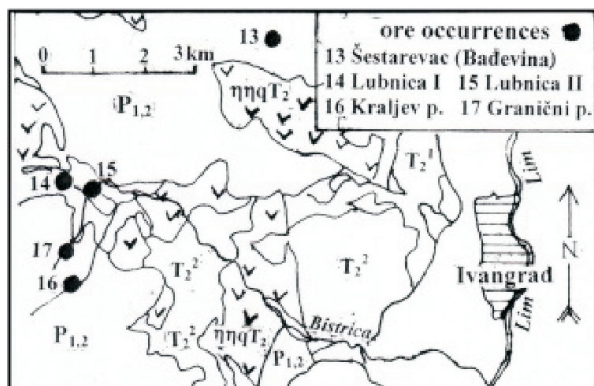 ore occurrences
13 Šestarevac (Bađevina)
14 Lubnica I 15 Lubnica II
16 Kraljev p. 17 Granični p.
0 1 2 3 km
13
P₁,₂
ηηqT₂
T₂¹
Lim
14
15
17
16
T₂²
T₂²
N
Ivangrad
P₁,₂
T₂²
ηηqT₂
Bistrica
P₁,₂
Lim